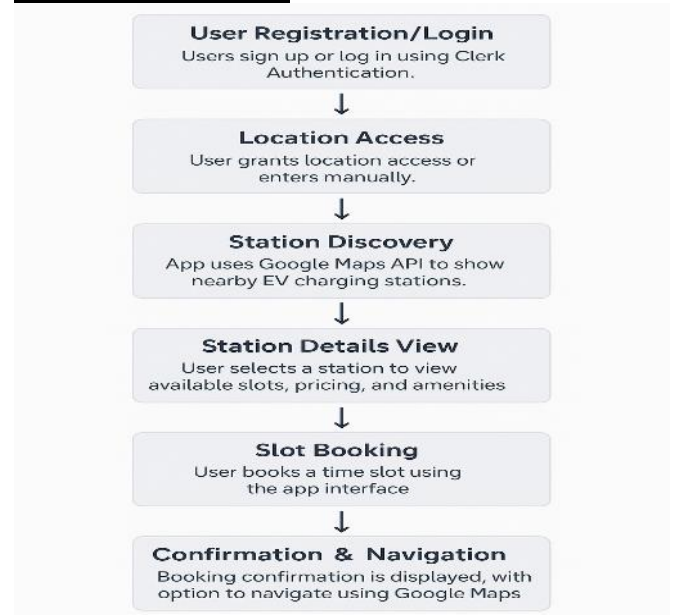 User Registration/Login
Users sign up or log in using Clerk
Authentication.
↓
Location Access
User grants location access or
enters manually.
↓
Station Discovery
App uses Google Maps API to show
nearby EV charging stations.
↓
Station Details View
User selects a station to view
available slots, pricing, and amenities
↓
Slot Booking
User books a time slot using
the app interface
↓
Confirmation & Navigation
Booking confirmation is displayed, with
option to navigate using Google Maps